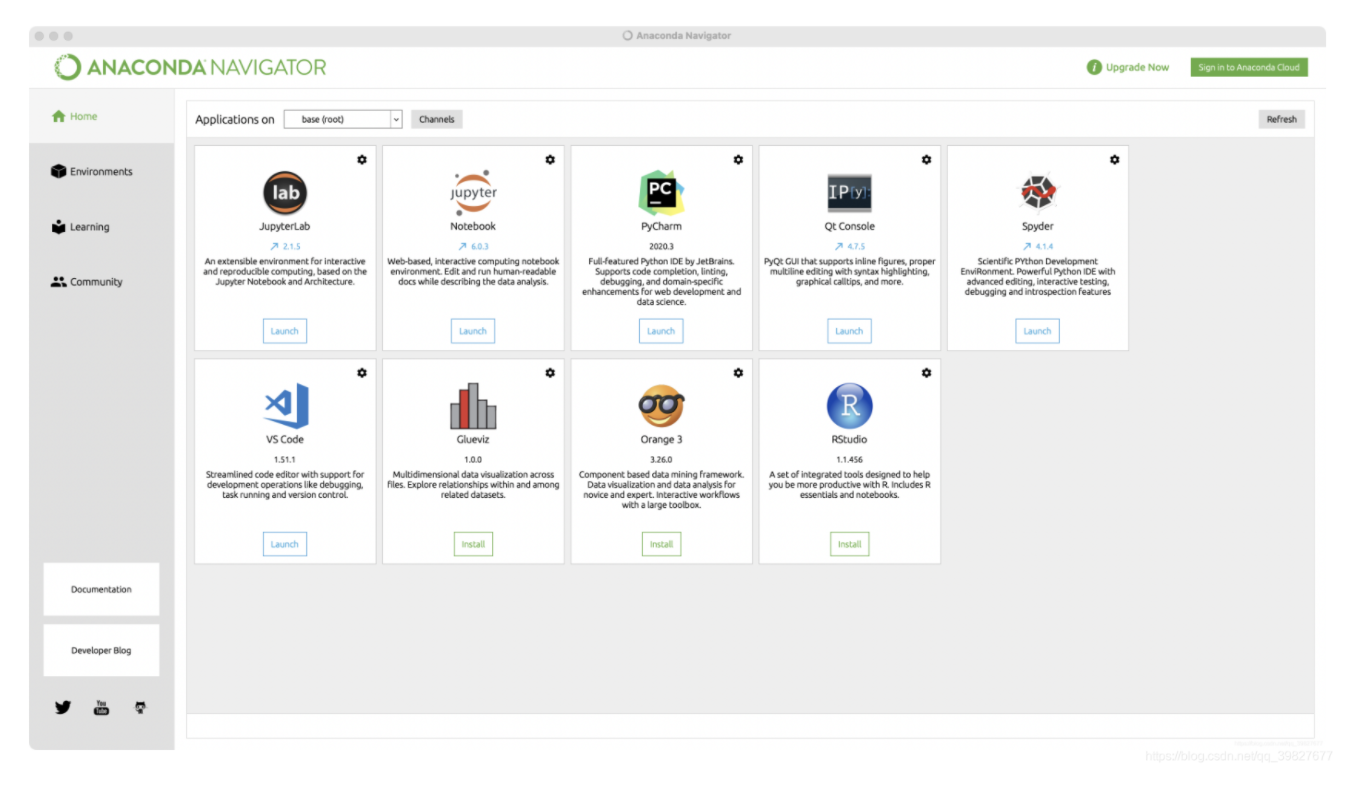 Anaconda Navigator
ANACONDA NAVIGATOR
i Upgrade Now
Sign in to Anaconda Cloud
Home
Environments
Learning
Community
Documentation
Developer Blog
You
Tube
Applications on
base (root)
Channels
Refresh
lab
JupyterLab
2.1.5
An extensible environment for interactive
and reproducible computing, based on the
Jupyter Notebook and Architecture.
Launch
jupyter
Notebook
6.0.3
Web-based, interactive computing notebook
environment. Edit and run human-readable
docs while describing the data analysis.
Launch
PC
PyCharm
2020.3
Full-featured Python IDE by JetBrains.
Supports code completion, linting,
debugging, and domain-specific
enhancements for web development and
data science.
Launch
IP[y]:
Qt Console
4.7.5
PyQt GUI that supports inline figures, proper
multiline editing with syntax highlighting,
graphical calltips, and more.
Launch
Spyder
4.1.4
Scientific PYthon Development
EnviRonment. Powerful Python IDE with
advanced editing, interactive testing,
debugging and introspection features
Launch
VS Code
1.51.1
Streamlined code editor with support for
development operations like debugging,
task running and version control.
Launch
Glueviz
1.0.0
Multidimensional data visualization across
files. Explore relationships within and among
related datasets.
Install
Orange 3
3.26.0
Component based data mining framework.
Data visualization and data analysis for
novice and expert. Interactive workflows
with a large toolbox.
Install
R
RStudio
1.1.456
A set of integrated tools designed to help
you be more productive with R. Includes R
essentials and notebooks.
Install
https://blog.csdn.net/qq_39827677